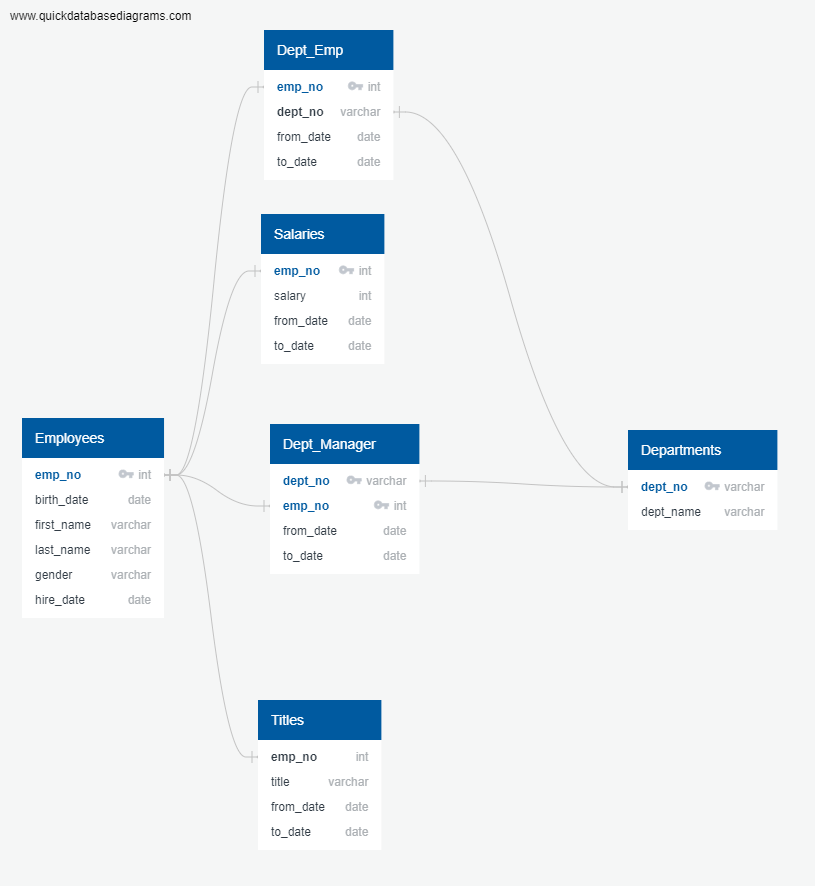 www.quickdatabasediagrams.com
Dept_Emp
emp_no int
dept_no varchar
from_date date
to_date date
Salaries
emp_no int
salary int
from_date date
to_date date
Employees
emp_no int
birth_date date
first_name varchar
last_name varchar
gender varchar
hire_date date
Dept_Manager
dept_no varchar
emp_no int
from_date date
to_date date
Departments
dept_no varchar
dept_name varchar
Titles
emp_no int
title varchar
from_date date
to_date date